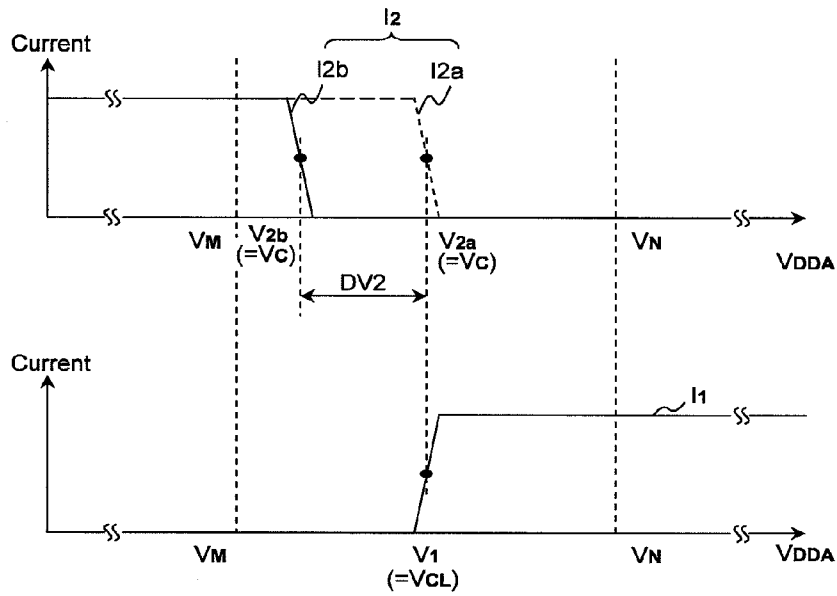 I2
Current
I2b
I2a
VM
V2b
(=VC)
V2a
(=VC)
VN
VDDA
DV2
Current
I1
VM
V1
(=VCL)
VN
VDDA